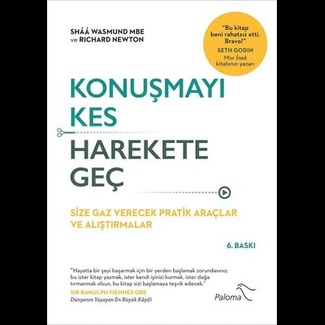 SHÁÁ WASMUND MBE
ve RICHARD NEWTON
"Bu kitap
beni rahatsız etti.
Bravo!"
SETH GODIN
Mor İnek
kitabının yazarı
KONUŞMAYI
KES
HAREKETE
GEÇ
SİZE GAZ VERECEK PRATİK ARAÇLAR
VE ALIŞTIRMALAR
6. BASKI
"Hayatta bir şeyi başarmak için bir yerden başlamak zorundasınız;
bu ister kitap yazmak, ister kendi işinizi kurmak, ister dağa
tırmanmak olsun, bu kitap sizi başlamaya teşvik edecek."
SIR RANULPH FIENNES OBE
Dünyanın Yaşayan En Büyük Kâşifi
Paloma